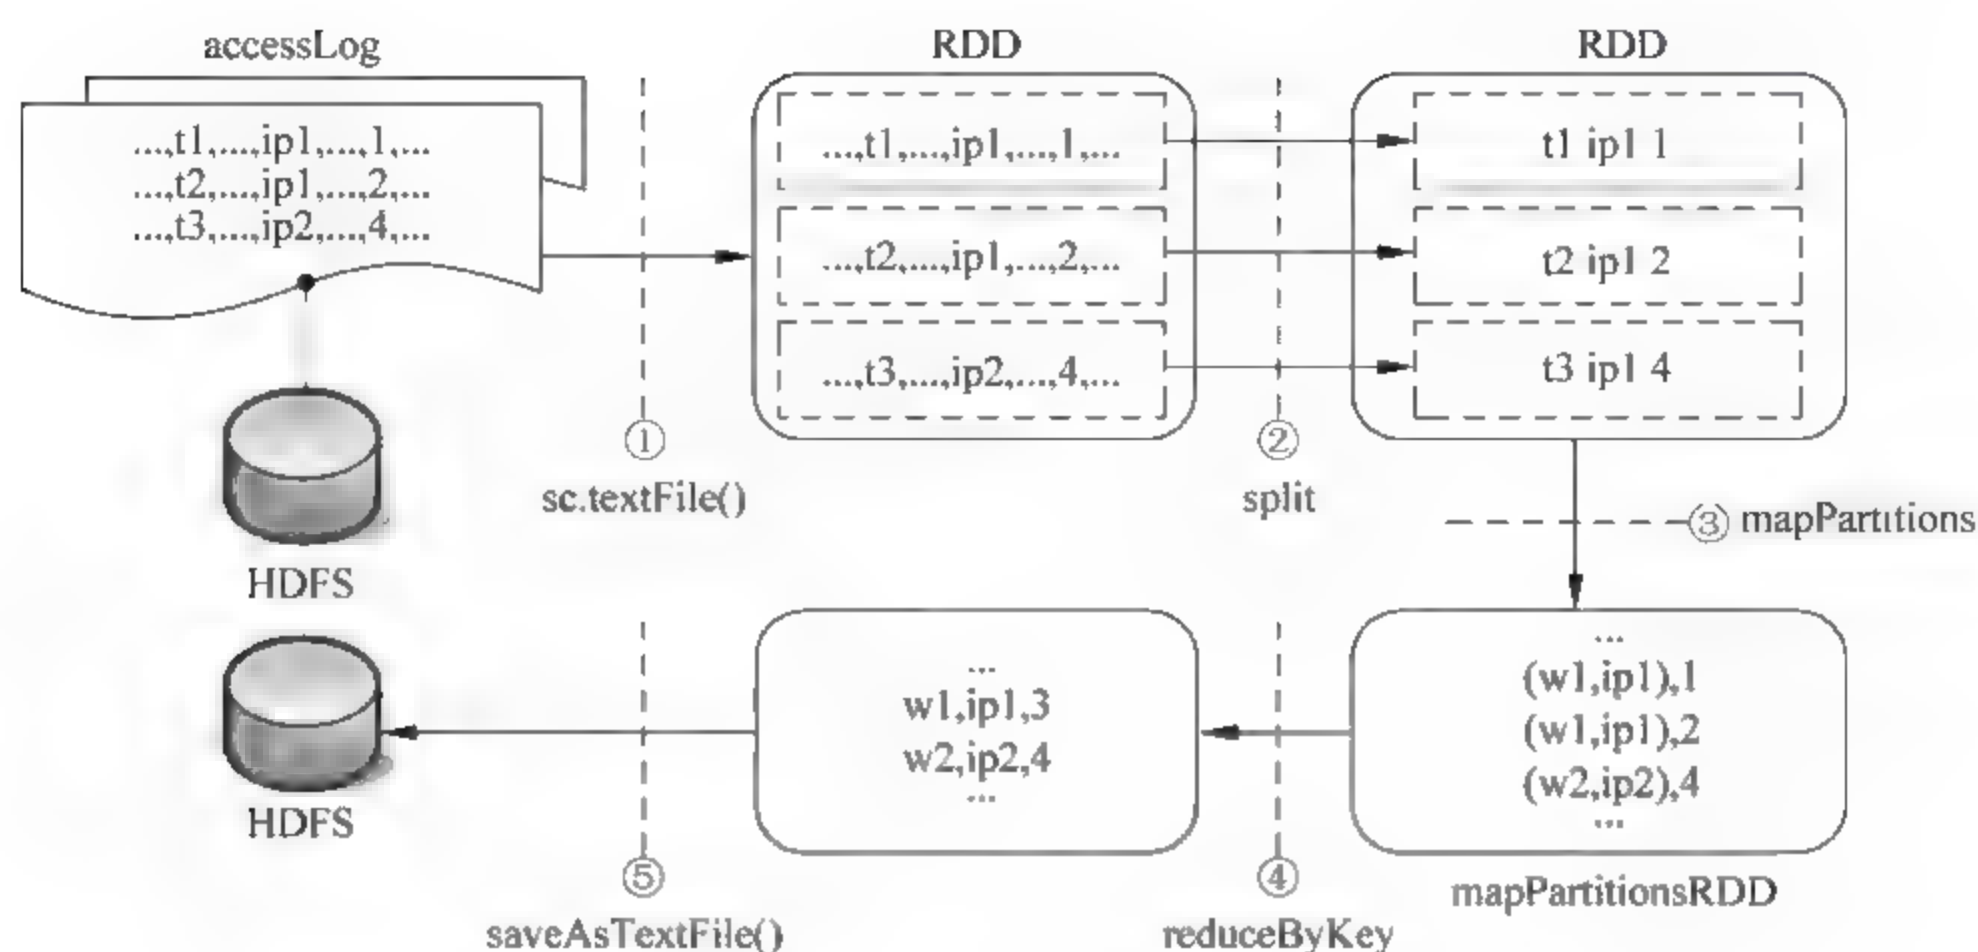 accessLog
...,t1,...,ip1,...,1,...
...,t2,...,ip1,...,2,...
...,t3,...,ip2,...,4,...
HDFS
①
sc.textFile()
RDD
...,t1,...,ip1,...,1,...
...,t2,...,ip1,...,2,...
...,t3,...,ip2,...,4,...
②
split
RDD
t1 ip1 1
t2 ip1 2
t3 ip1 4
③ mapPartitions
...
(w1,ip1),1
(w1,ip1),2
(w2,ip2),4
...
mapPartitionsRDD
④
reduceByKey
...
w1,ip1,3
w2,ip2,4
...
⑤
saveAsTextFile()
HDFS